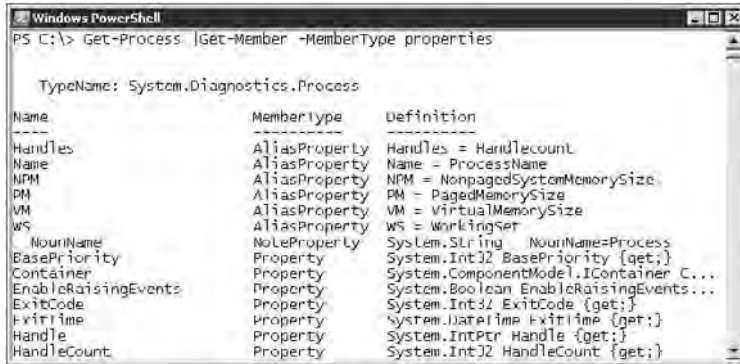 Windows PowerShell
PS C:\> Get-Process |Get-Member -MemberType properties
TypeName: System.Diagnostics.Process
Name MemberType Definition
---- ---------- ----------
Handles AliasProperty Handles = Handlecount
Name AliasProperty Name = ProcessName
NPM AliasProperty NPM = NonpagedSystemMemorySize
PM AliasProperty PM = PagedMemorySize
VM AliasProperty VM = VirtualMemorySize
WS AliasProperty WS = WorkingSet
__NounName NoteProperty System.String __NounName=Process
BasePriority Property System.Int32 BasePriority {get;}
Container Property System.ComponentModel.IContainer C...
EnableRaisingEvents Property System.Boolean EnableRaisingEvents...
ExitCode Property System.Int32 ExitCode {get;}
ExitTime Property System.DateTime ExitTime {get;}
Handle Property System.IntPtr Handle {get;}
HandleCount Property System.Int32 HandleCount {get;}